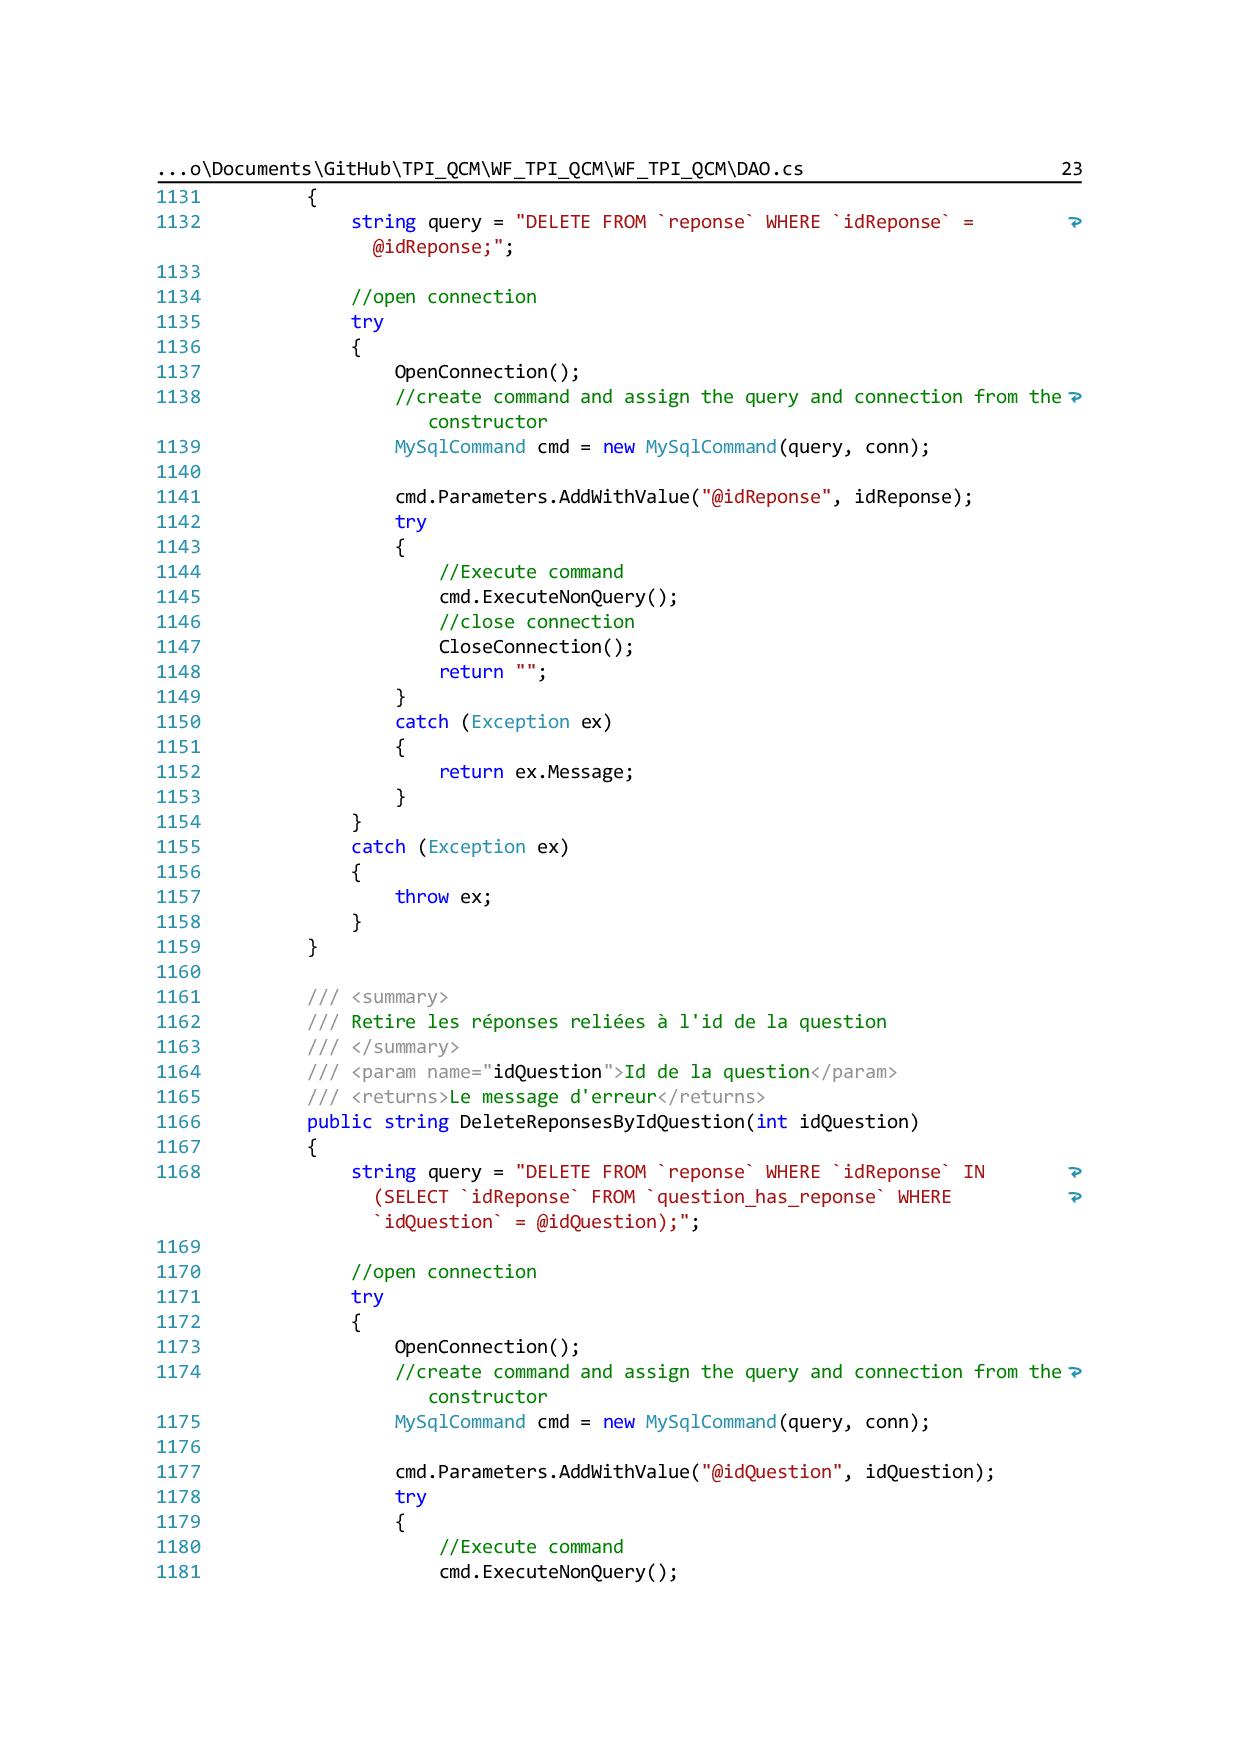 ...o\Documents\GitHub\TPI_QCM\WF_TPI_QCM\WF_TPI_QCM\DAO.cs 23
1131 {
1132 string query = "DELETE FROM `reponse` WHERE `idReponse` =
@idReponse;";
1133
1134 //open connection
1135 try
1136 {
1137 OpenConnection();
1138 //create command and assign the query and connection from the
constructor
1139 MySqlCommand cmd = new MySqlCommand(query, conn);
1140
1141 cmd.Parameters.AddWithValue("@idReponse", idReponse);
1142 try
1143 {
1144 //Execute command
1145 cmd.ExecuteNonQuery();
1146 //close connection
1147 CloseConnection();
1148 return "";
1149 }
1150 catch (Exception ex)
1151 {
1152 return ex.Message;
1153 }
1154 }
1155 catch (Exception ex)
1156 {
1157 throw ex;
1158 }
1159 }
1160
1161 /// <summary>
1162 /// Retire les réponses reliées à l'id de la question
1163 /// </summary>
1164 /// <param name="idQuestion">Id de la question</param>
1165 /// <returns>Le message d'erreur</returns>
1166 public string DeleteReponsesByIdQuestion(int idQuestion)
1167 {
1168 string query = "DELETE FROM `reponse` WHERE `idReponse` IN
(SELECT `idReponse` FROM `question_has_reponse` WHERE
`idQuestion` = @idQuestion);";
1169
1170 //open connection
1171 try
1172 {
1173 OpenConnection();
1174 //create command and assign the query and connection from the
constructor
1175 MySqlCommand cmd = new MySqlCommand(query, conn);
1176
1177 cmd.Parameters.AddWithValue("@idQuestion", idQuestion);
1178 try
1179 {
1180 //Execute command
1181 cmd.ExecuteNonQuery();